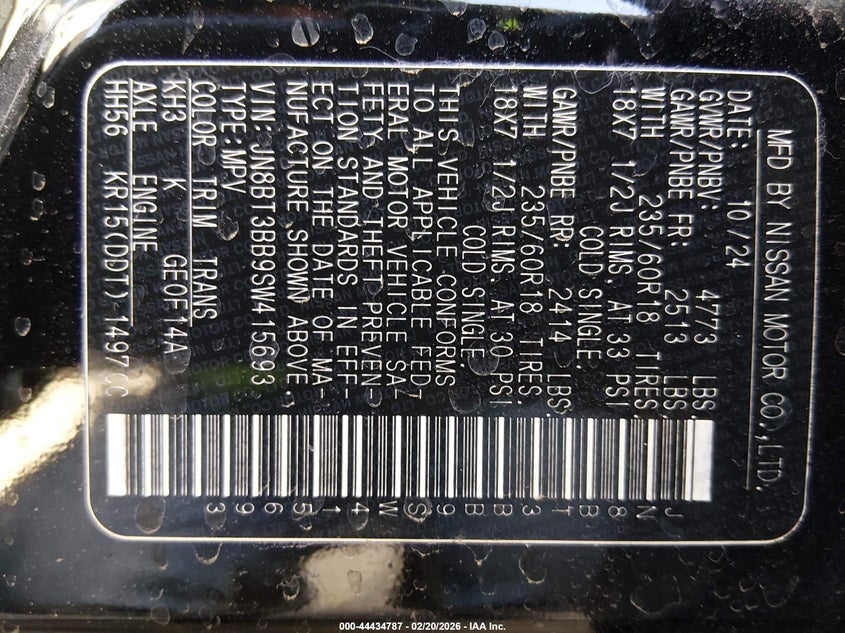 MFD BY NISSAN MOTOR CO.,LTD.
DATE: 10/24
GVWR/PNBV: 4773 LBS
GAWR/PNBE FR: 2513 LBS
WITH 235/60R18 TIRES;
18X7 1/2J RIMS, AT 33 PSI
COLD SINGLE.
GAWR/PNBE RR: 2414 LBS
WITH 235/60R18 TIRES;
18X7 1/2J RIMS, AT 30 PSI
COLD SINGLE.
THIS VEHICLE CONFORMS
TO ALL APPLICABLE FED-
ERAL MOTOR VEHICLE SA-
FETY AND THEFT PREVEN-
TION STANDARDS IN EFF-
ECT ON THE DATE OF MA-
NUFACTURE SHOWN ABOVE.
VIN:JN8BT3BB9SW415693
TYPE:MPV
COLOR TRIM TRANS
KH3 K GEOF14A
AXLE ENGINE
HH56 KR15(DDT) 1497CC
JN8BT3BB9SW415693
000-44434787 - 02/20/2026 - IAA Inc.